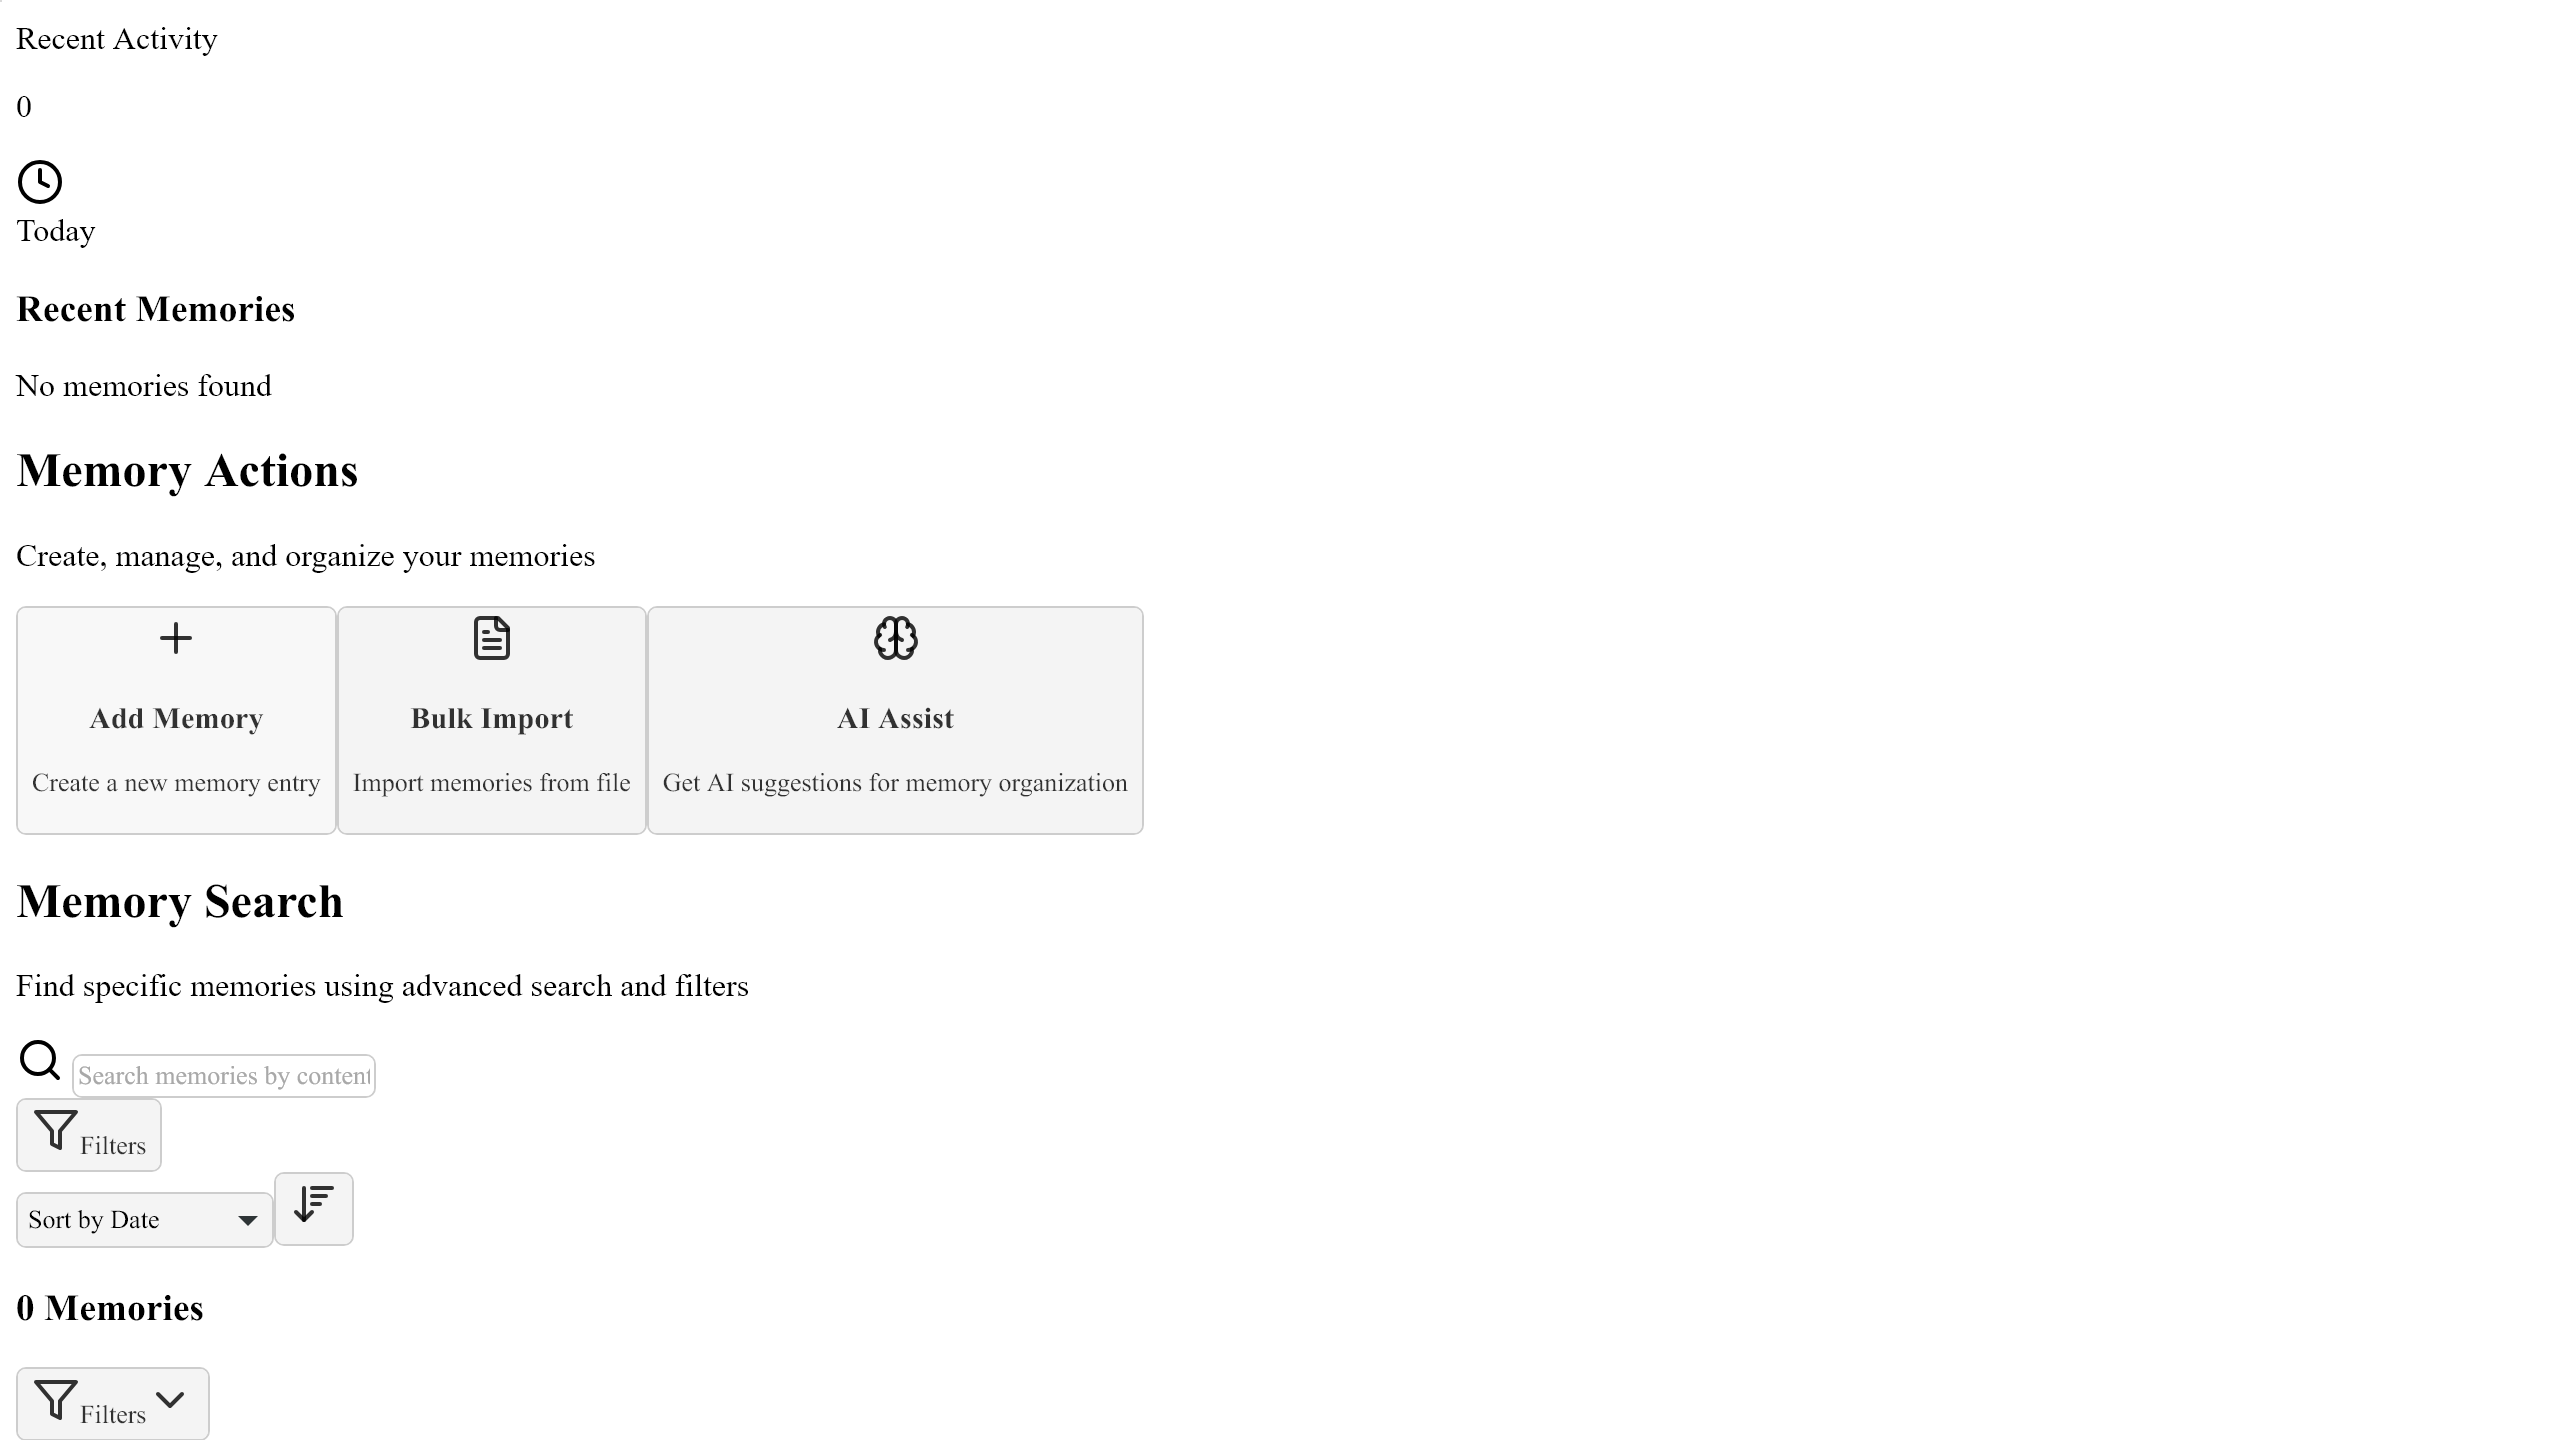 Recent Activity
0
Today
Recent Memories
No memories found
Memory Actions
Create, manage, and organize your memories
Add Memory
Create a new memory entry
Bulk Import
Import memories from file
AI Assist
Get AI suggestions for memory organization
Memory Search
Find specific memories using advanced search and filters
Search memories by content
Filters
Sort by Date
0 Memories
Filters